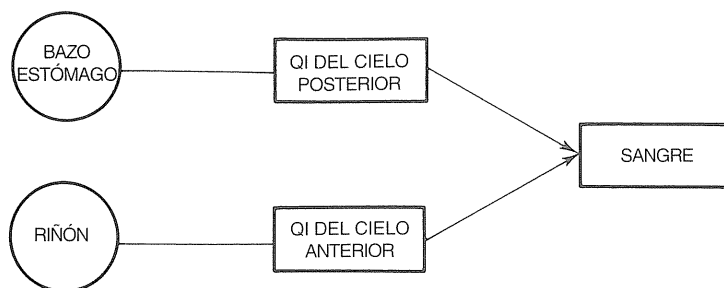 BAZO
ESTÓMAGO
QI DEL CIELO
POSTERIOR
SANGRE
RIÑÓN
QI DEL CIELO
ANTERIOR